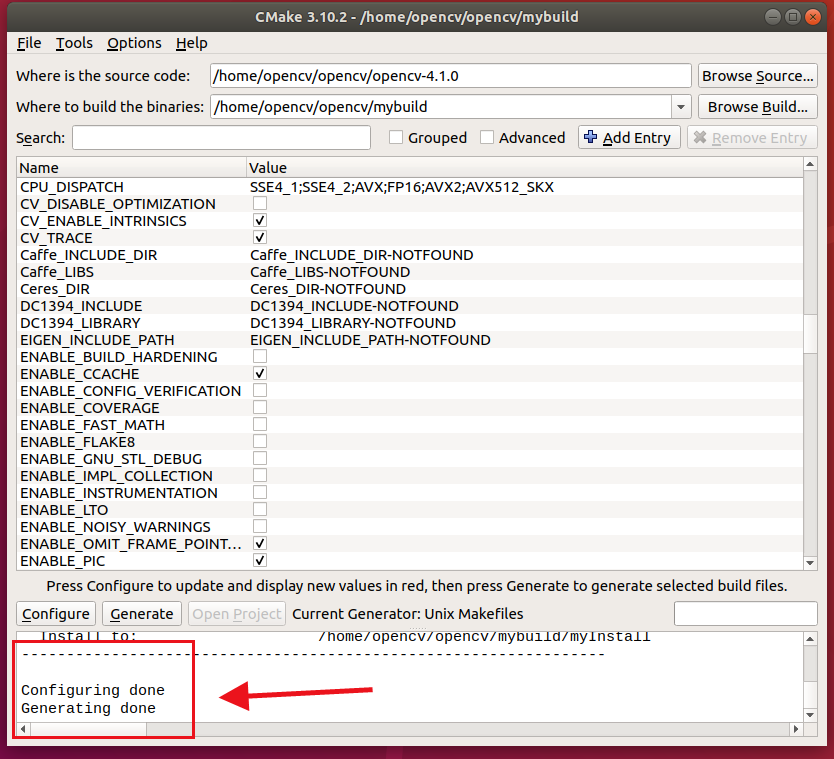 CMake 3.10.2 - /home/opencv/opencv/mybuild
File Tools Options Help
Where is the source code: /home/opencv/opencv/opencv-4.1.0 Browse Source...
Where to build the binaries: /home/opencv/opencv/mybuild Browse Build...
Search: Grouped Advanced Add Entry Remove Entry
Name Value
CPU_DISPATCH SSE4_1;SSE4_2;AVX;FP16;AVX2;AVX512_SKX
CV_DISABLE_OPTIMIZATION
CV_ENABLE_INTRINSICS
CV_TRACE
Caffe_INCLUDE_DIR Caffe_INCLUDE_DIR-NOTFOUND
Caffe_LIBS Caffe_LIBS-NOTFOUND
Ceres_DIR Ceres_DIR-NOTFOUND
DC1394_INCLUDE DC1394_INCLUDE-NOTFOUND
DC1394_LIBRARY DC1394_LIBRARY-NOTFOUND
EIGEN_INCLUDE_PATH EIGEN_INCLUDE_PATH-NOTFOUND
ENABLE_BUILD_HARDENING
ENABLE_CCACHE
ENABLE_CONFIG_VERIFICATION
ENABLE_COVERAGE
ENABLE_FAST_MATH
ENABLE_FLAKE8
ENABLE_GNU_STL_DEBUG
ENABLE_IMPL_COLLECTION
ENABLE_INSTRUMENTATION
ENABLE_LTO
ENABLE_NOISY_WARNINGS
ENABLE_OMIT_FRAME_POINT...
ENABLE_PIC
Press Configure to update and display new values in red, then press Generate to generate selected build files.
Configure Generate Open Project Current Generator: Unix Makefiles
Install to: /home/opencv/opencv/mybuild/myInstall
-----------------------------------------------------------------
Configuring done
Generating done